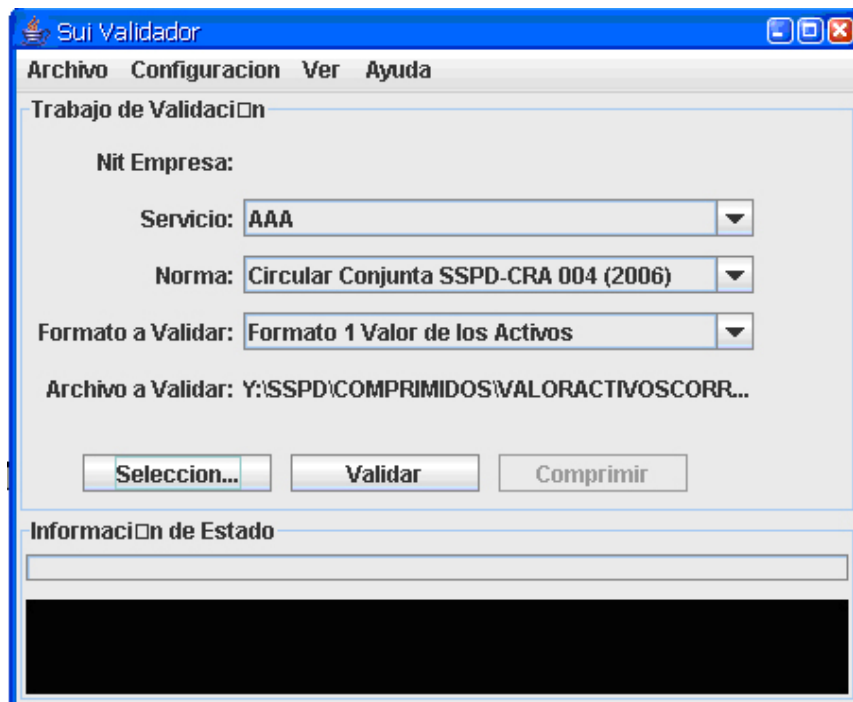 Sui Validador
Archivo Configuracion Ver Ayuda
Trabajo de Validaci□n
Nit Empresa:
Servicio: AAA
Norma: Circular Conjunta SSPD-CRA 004 (2006)
Formato a Validar: Formato 1 Valor de los Activos
Archivo a Validar: Y:\SSPD\COMPRIMIDOS\VALORACTIVOSCORR...
Seleccion... Validar Comprimir
Informaci□n de Estado